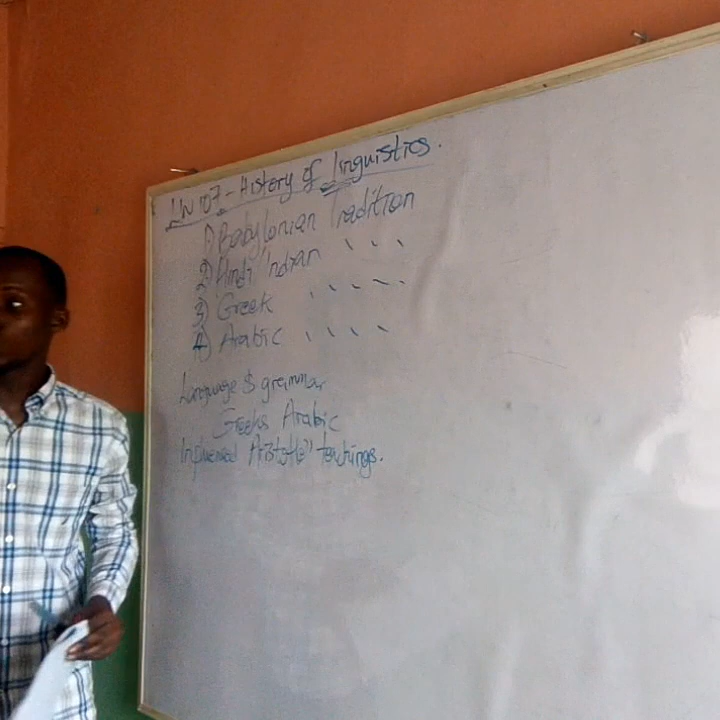 LIN 107 - History of Linguistics.
1) Babylonian Tradition
2) Hindi Indian 、 、 、
3) Greek 、 、 、 、
4) Arabic 、 、 、 、
Language & grammar
Greeks Arabic
Influenced Aristotle's teachings.